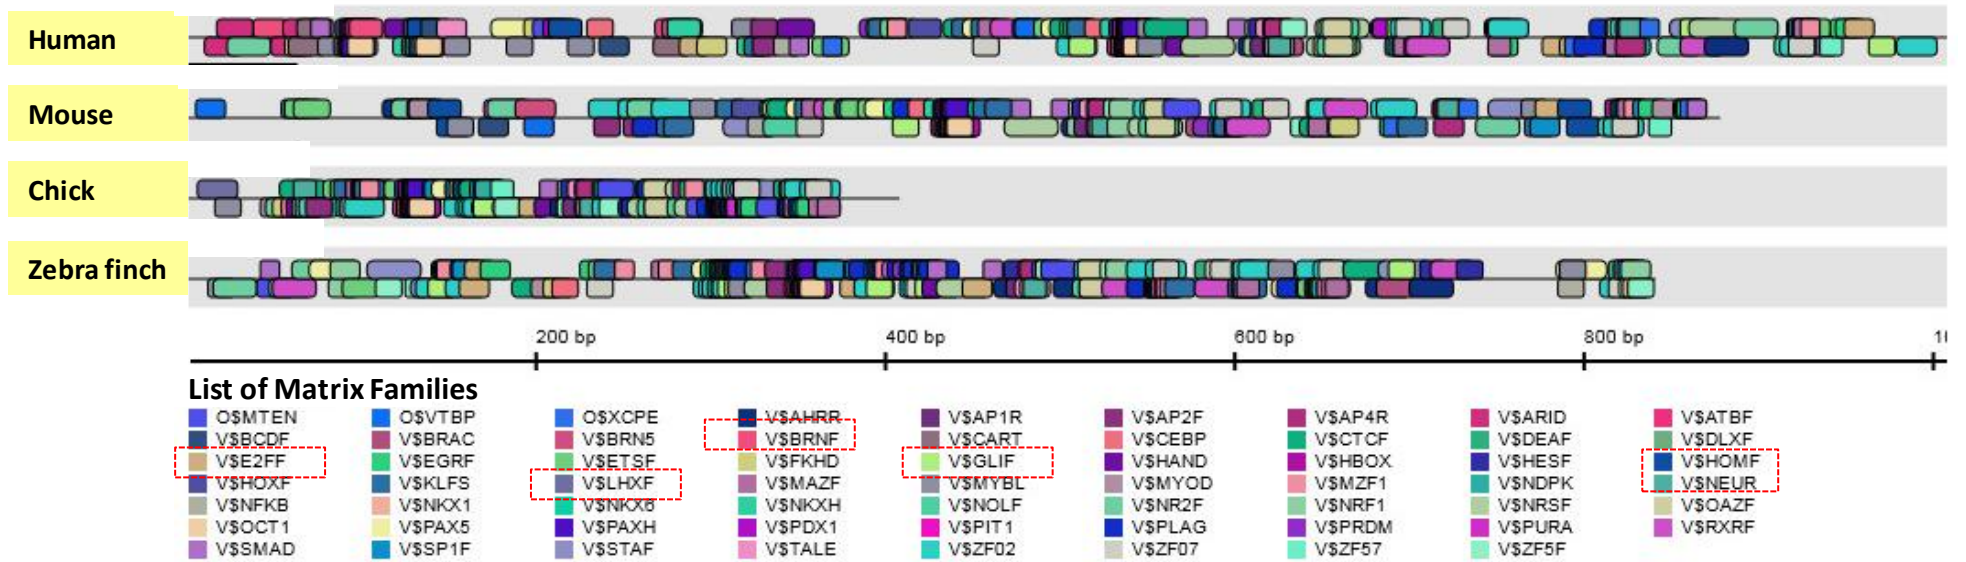 Human
Mouse
Chick
Zebra finch
200 bp 400 bp 600 bp 800 bp
List of Matrix Families
O$MTEN O$VTBP O$XCPE V$AHRR V$AP1R V$AP2F V$AP4R V$ARID V$ATBF
V$BCDF V$BRAC V$BRN5 V$BRNF V$CART V$CEBP V$CTCF V$DEAF V$DLXF
V$E2FF V$EGRF V$ETSF V$FKHD V$GLIF V$HAND V$HBOX V$HESF V$HOMF
V$HOXF V$KLFS V$LHXF V$MAZF V$MYBL V$MYOD V$MZF1 V$NDPK V$NEUR
V$NFKB V$NKX1 V$NKX6 V$NKXH V$NOLF V$NR2F V$NRF1 V$NRSF V$OAZF
V$OCT1 V$PAX5 V$PAXH V$PDX1 V$PIT1 V$PLAG V$PRDM V$PURA V$RXRF
V$SMAD V$SP1F V$STAF V$TALE V$ZF02 V$ZF07 V$ZF57 V$ZF5F